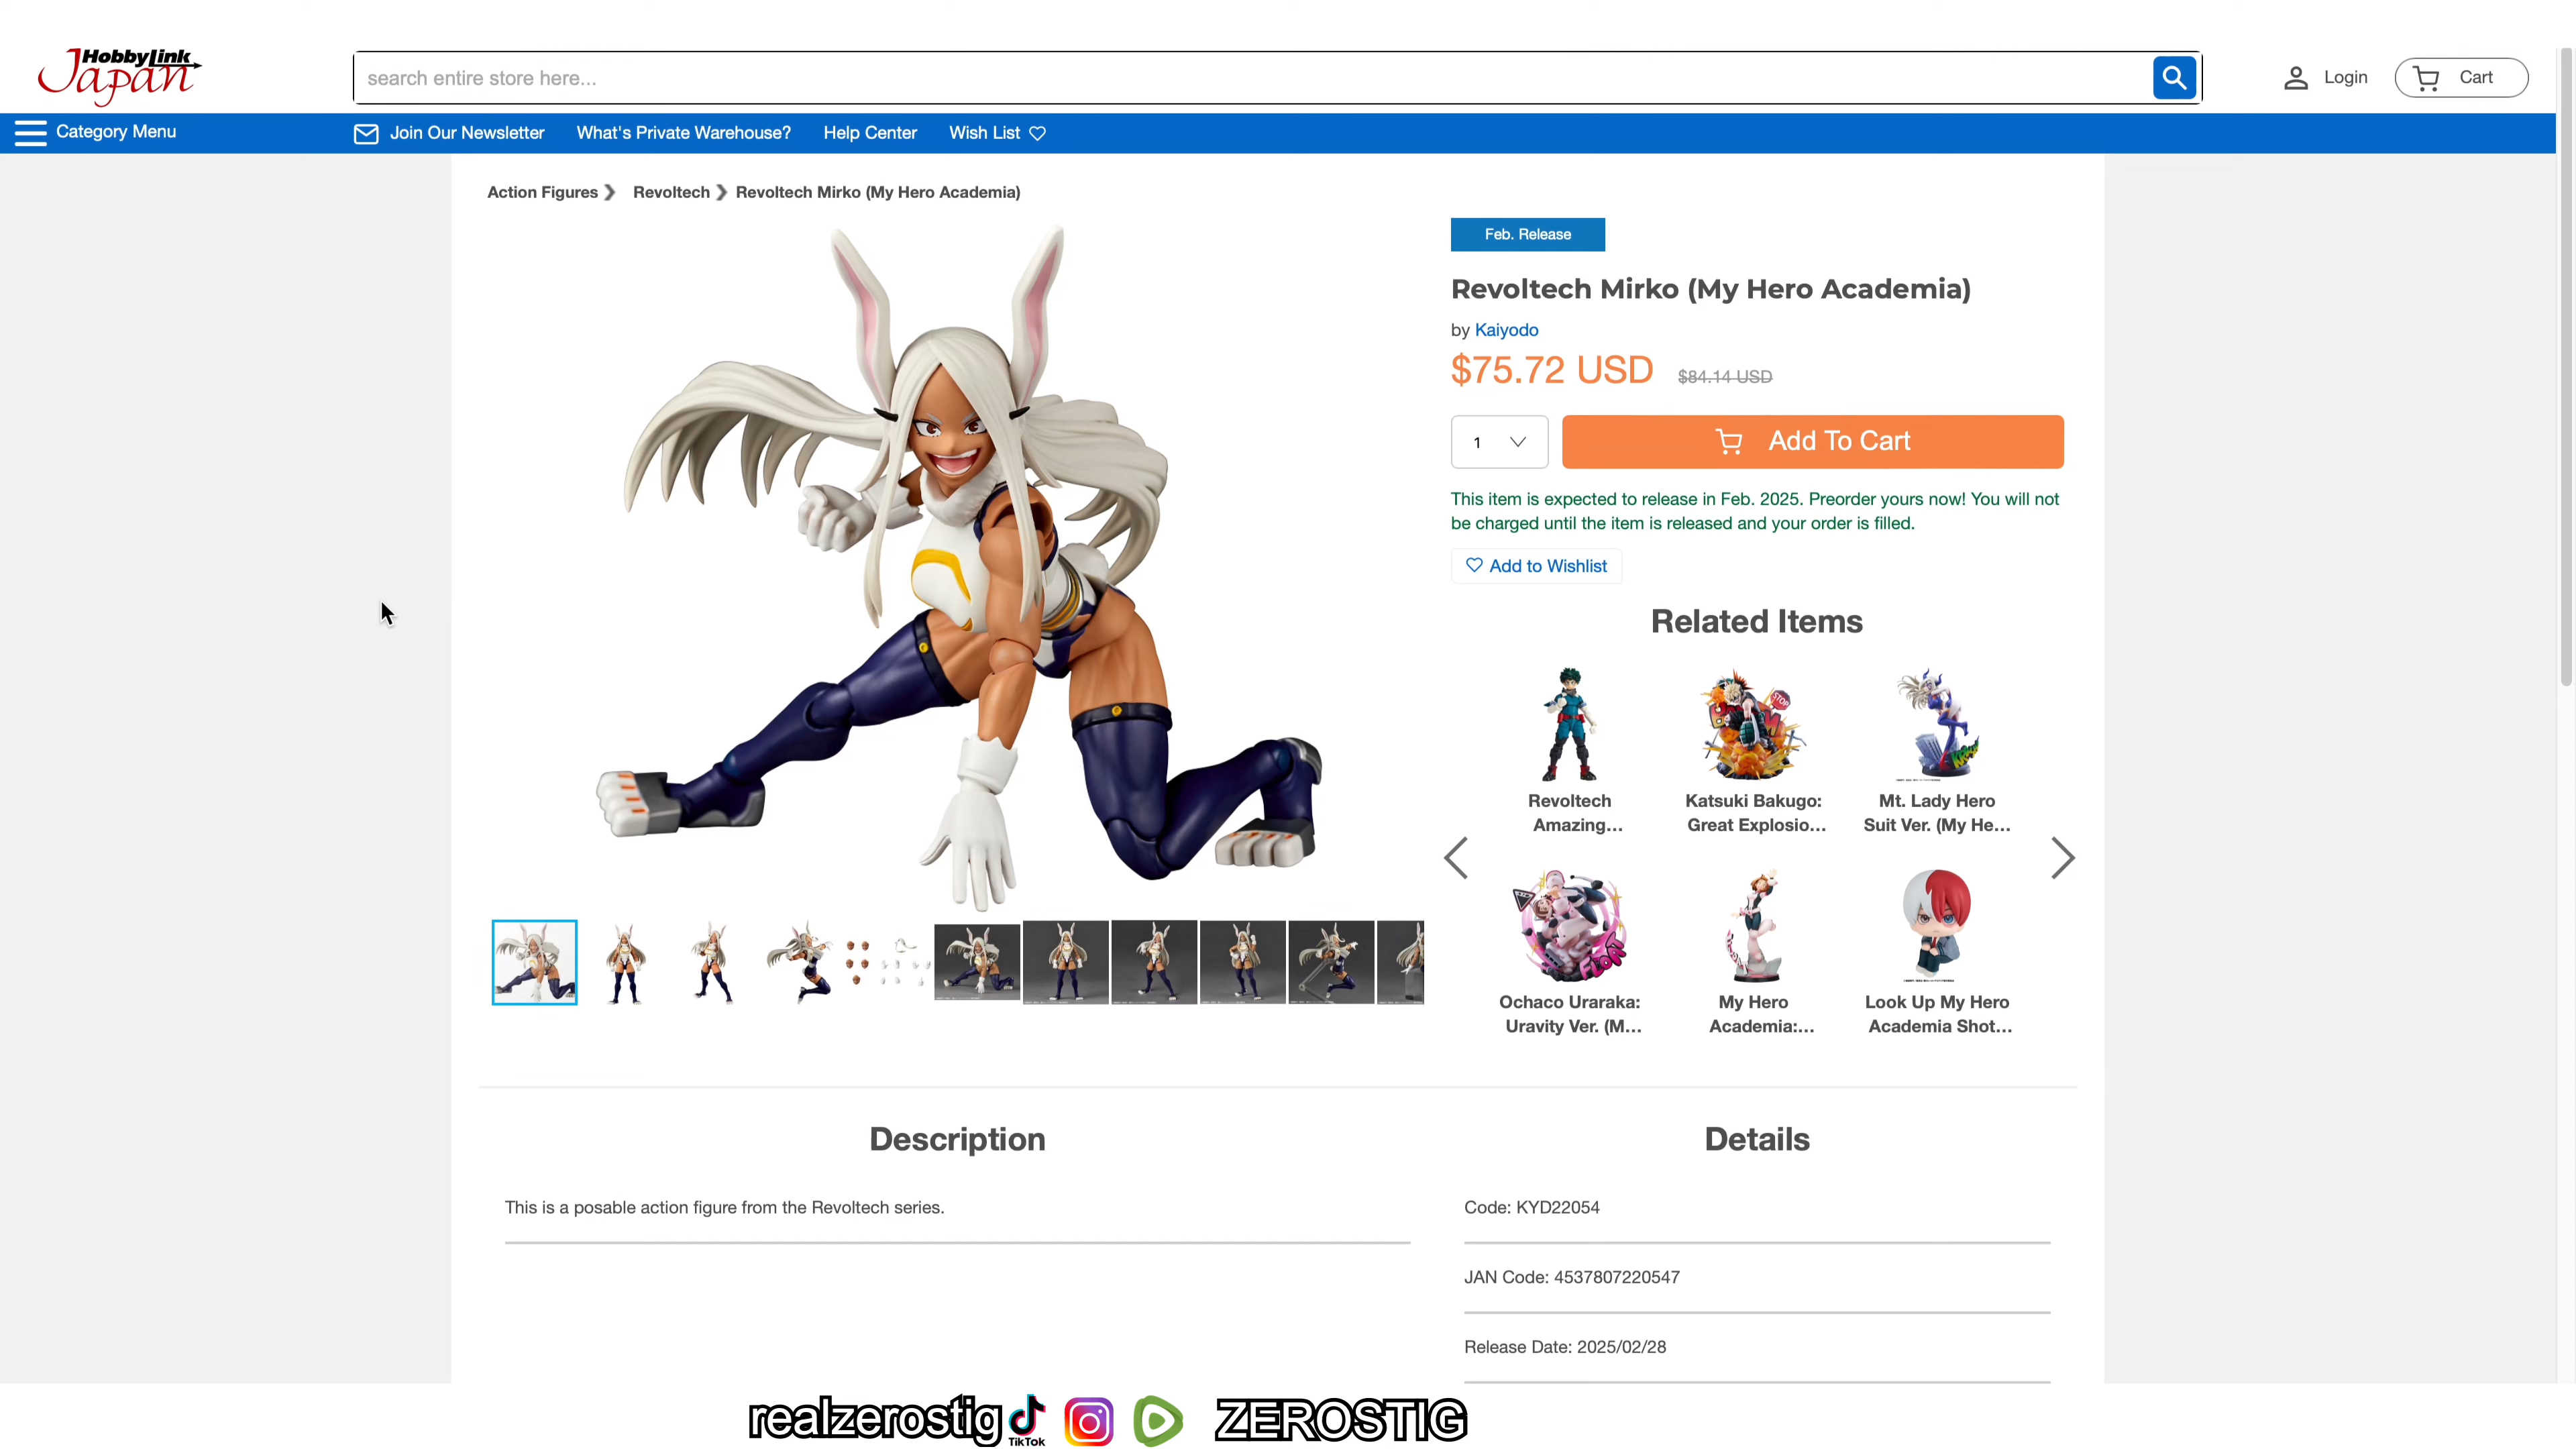 HobbyLink
Japan
search entire store here...
Login
Cart
Category Menu
Join Our Newsletter
What's Private Warehouse?
Help Center
Wish List
Action Figures
Revoltech
Revoltech Mirko (My Hero Academia)
Feb. Release
Revoltech Mirko (My Hero Academia)
by Kaiyodo
$75.72 USD
$84.14 USD
1
Add To Cart
This item is expected to release in Feb. 2025. Preorder yours now! You will not
be charged until the item is released and your order is filled.
Add to Wishlist
Related Items
STOP
Revoltech
Amazing...
Katsuki Bakugo:
Great Explosio...
Mt. Lady Hero
Suit Ver. (My He...
FLOAT
Ochaco Uraraka:
Uravity Ver. (M...
My Hero
Academia:...
Look Up My Hero
Academia Shot...
Description
Details
This is a posable action figure from the Revoltech series.
Code: KYD22054
JAN Code: 4537807220547
Release Date: 2025/02/28
realzerostig
TikTok
ZEROSTIG